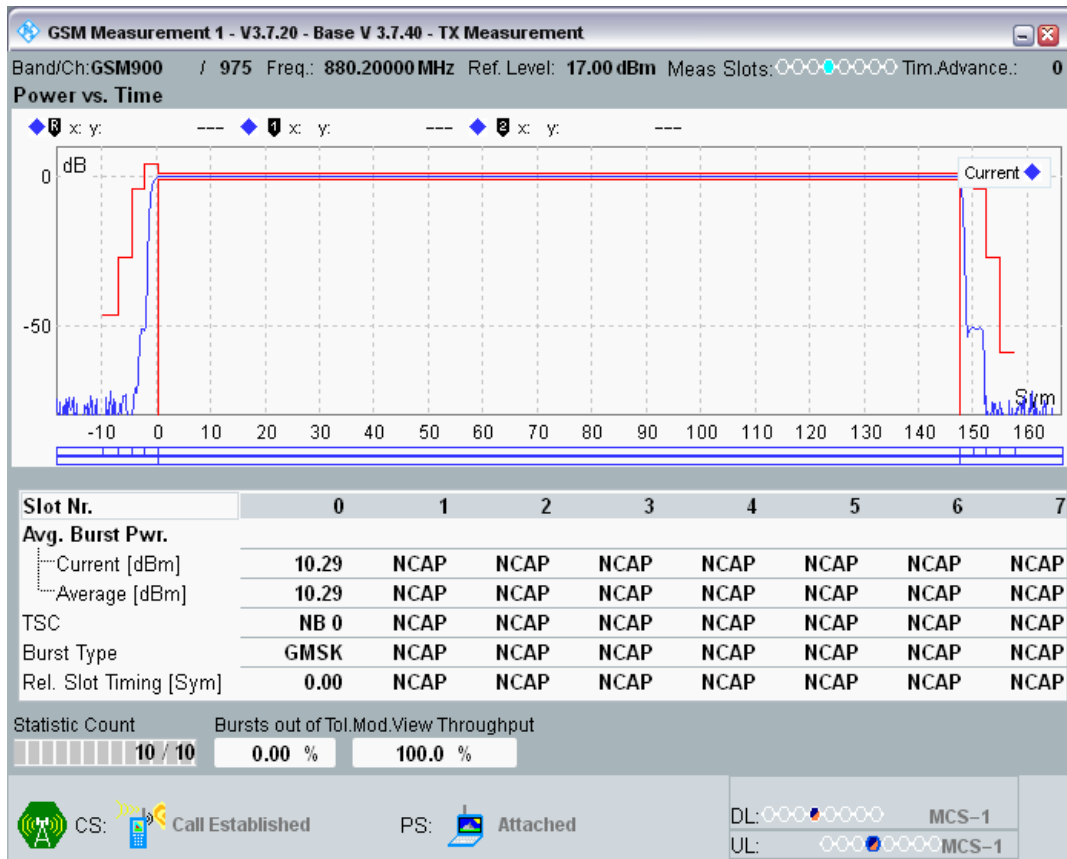 GSM Measurement 1 - V3.7.20 - Base V 3.7.40 - TX Measurement
Band/Ch:GSM900 / 975 Freq.: 880.20000 MHz Ref. Level: 17.00 dBm Meas Slots: Tim.Advance.: 0
Power vs. Time
R x: y: --- 1 x: y: --- 2 x: y: ---
dB
Current
0
-50
Sym
-10 0 10 20 30 40 50 60 70 80 90 100 110 120 130 140 150 160
Slot Nr. 0 1 2 3 4 5 6 7
Avg. Burst Pwr.
Current [dBm] 10.29 NCAP NCAP NCAP NCAP NCAP NCAP NCAP
Average [dBm] 10.29 NCAP NCAP NCAP NCAP NCAP NCAP NCAP
TSC NB 0 NCAP NCAP NCAP NCAP NCAP NCAP NCAP
Burst Type GMSK NCAP NCAP NCAP NCAP NCAP NCAP NCAP
Rel. Slot Timing [Sym] 0.00 NCAP NCAP NCAP NCAP NCAP NCAP NCAP
Statistic Count Bursts out of Tol.Mod.View Throughput
10 / 10 0.00 % 100.0 %
CS: Call Established PS: Attached
DL: MCS-1
UL: MCS-1